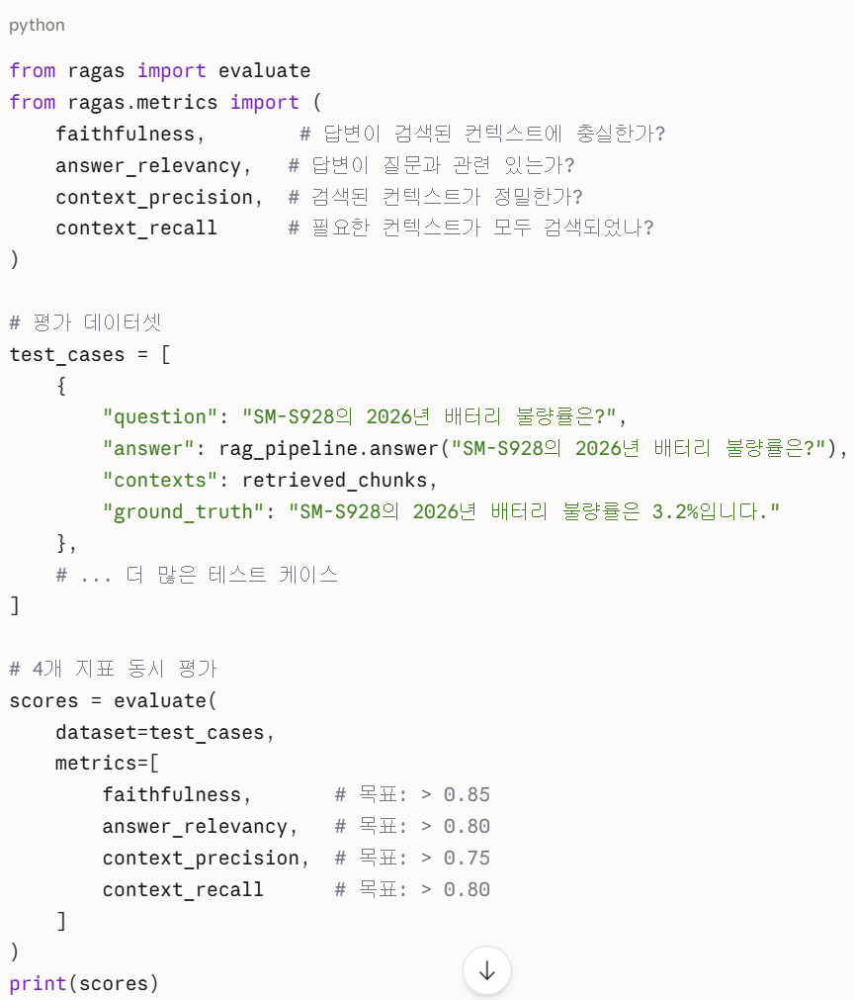 python
from ragas import evaluate
from ragas.metrics import (
    faithfulness,        # 답변이 검색된 컨텍스트에 충실한가?
    answer_relevancy,   # 답변이 질문과 관련 있는가?
    context_precision,  # 검색된 컨텍스트가 정밀한가?
    context_recall      # 필요한 컨텍스트가 모두 검색되었나?
)
# 평가 데이터셋
test_cases = [
    {
        "question": "SM-S928의 2026년 배터리 불량률은?",
        "answer": rag_pipeline.answer("SM-S928의 2026년 배터리 불량률은?"),
        "contexts": retrieved_chunks,
        "ground_truth": "SM-S928의 2026년 배터리 불량률은 3.2%입니다."
    },
    # ... 더 많은 테스트 케이스
]
# 4개 지표 동시 평가
scores = evaluate(
    dataset=test_cases,
    metrics=[
        faithfulness,       # 목표: > 0.85
        answer_relevancy,   # 목표: > 0.80
        context_precision,  # 목표: > 0.75
        context_recall      # 목표: > 0.80
    ]
)
print(scores)